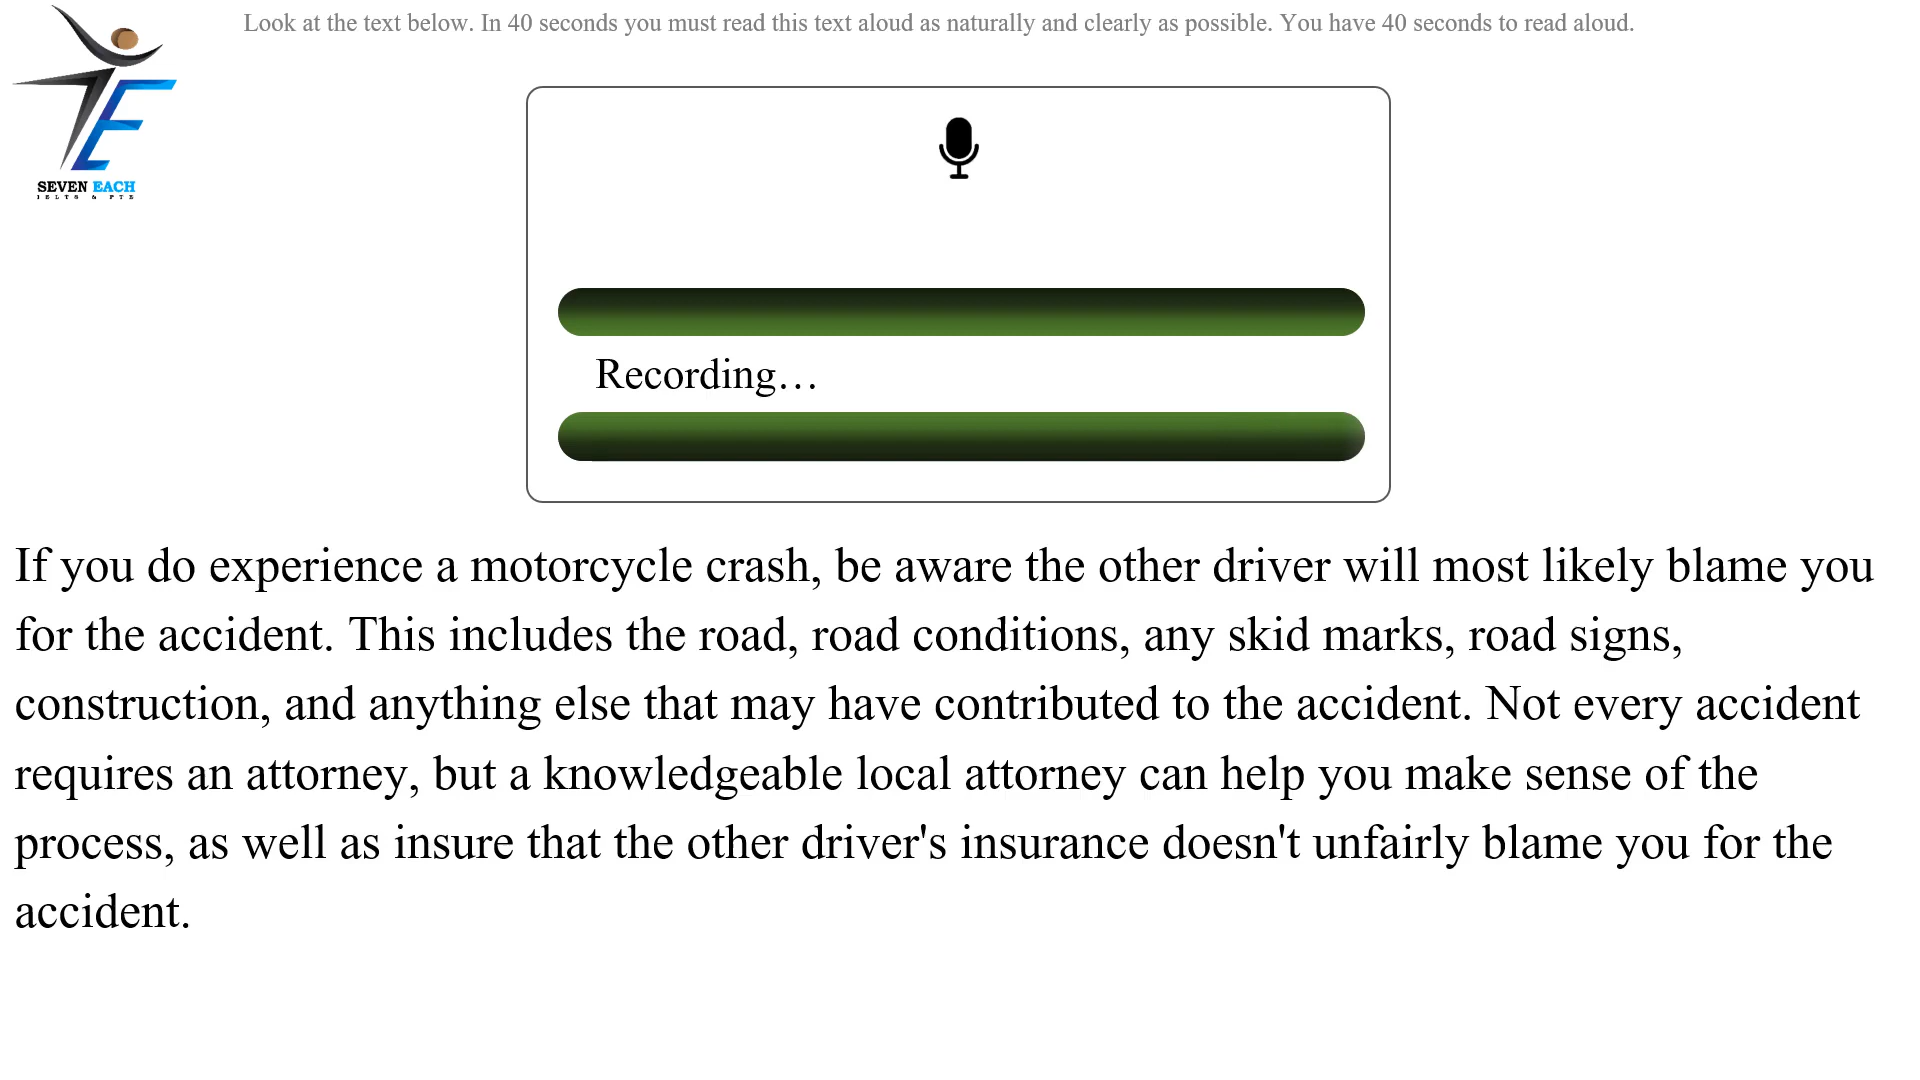 Look at the text below. In 40 seconds you must read this text aloud as naturally and clearly as possible. You have 40 seconds to read aloud.
SEVEN EACH
IELTS & PTE
Recording…
If you do experience a motorcycle crash, be aware the other driver will most likely blame you
for the accident. This includes the road, road conditions, any skid marks, road signs,
construction, and anything else that may have contributed to the accident. Not every accident
requires an attorney, but a knowledgeable local attorney can help you make sense of the
process, as well as insure that the other driver's insurance doesn't unfairly blame you for the
accident.